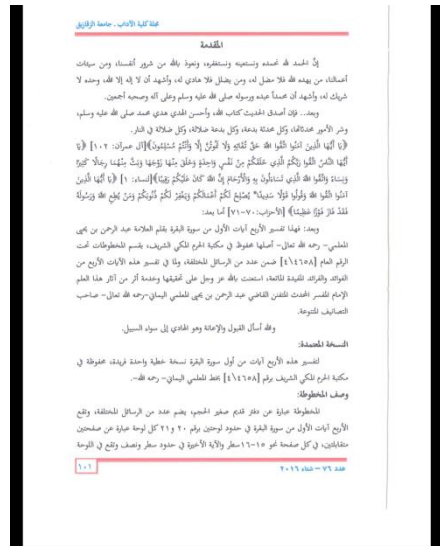 مجلة كلية الآداب . جامعة الزقازيق
المقدمة
إنَّ الحمد لله نحمده ونستعينه ونستغفره، ونعوذ بالله من شرور أنفسنا، ومن سيئات
أعمالنا، من يهده الله فلا مضل له، ومن يضلل فلا هادي له، وأشهد أن لا إله إلا الله، وحده لا
شريك له، وأشهد أن محمداً عبده ورسوله صلى الله عليه وسلم وعلى آله وصحبه أجمعين.
وبعد.. فإن أصدق الحديث كتاب الله، وأحسن الهدي هدي محمد صلى الله عليه وسلم،
وشر الأمور محدثاتها، وكل محدثة بدعة، وكل بدعة ضلالة، وكل ضلالة في النار.
﴿يَا أَيُّهَا الَّذِينَ آمَنُوا اتَّقُوا اللَّهَ حَقَّ تُقَاتِهِ وَلَا تَمُوتُنَّ إِلَّا وَأَنْتُمْ مُسْلِمُونَ﴾[آل عمران: ١٠٢] ﴿يَا
أَيُّهَا النَّاسُ اتَّقُوا رَبَّكُمُ الَّذِي خَلَقَكُمْ مِنْ نَفْسٍ وَاحِدَةٍ وَخَلَقَ مِنْهَا زَوْجَهَا وَبَثَّ مِنْهُمَا رِجَالًا كَثِيرًا
وَنِسَاءً وَاتَّقُوا اللَّهَ الَّذِي تَسَاءَلُونَ بِهِ وَالْأَرْحَامَ إِنَّ اللَّهَ كَانَ عَلَيْكُمْ رَقِيبًا﴾[النساء: ١] ﴿يَا أَيُّهَا الَّذِينَ
آمَنُوا اتَّقُوا اللَّهَ وَقُولُوا قَوْلًا سَدِيدًا* يُصْلِحْ لَكُمْ أَعْمَالَكُمْ وَيَغْفِرْ لَكُمْ ذُنُوبَكُمْ وَمَنْ يُطِعِ اللَّهَ وَرَسُولَهُ
فَقَدْ فَازَ فَوْزًا عَظِيمًا﴾ [الأحزاب: ٧٠-٧١] أما بعد:
وبعد: فهذا تفسير الأربع آيات الأول من سورة البقرة بقلم العلامة عبد الرحمن بن يحيى
المعلمي- رحمه الله تعالى- أصلها محفوظ في مكتبة الحرم المكي الشريف، بقسم المخطوطات تحت
الرقم العام [٤٦٥٨\٤] ضمن عدد من الرسائل المختلفة، ولما في تفسير هذه الآيات الأربع من
الفوائد والفرائد المفيدة الماتعة، استعنت بالله عز وجل على تحقيقها وخدمة أثر من آثار هذا العلم
الإمام المفسر المحدث المتفنن القاضي عبد الرحمن بن يحيى المعلمي اليماني-رحمه الله تعالى- صاحب
التصانيف المتنوعة.
والله أسأل القبول والإعانة وهو الهادي إلى سواء السبيل.
النسخة المعتمدة:
لتفسير هذه الأربع آيات من أول سورة البقرة نسخة خطية واحدة فريدة، محفوظة في
مكتبة الحرم المكي الشريف برقم [٤٦٥٨\٤] بخط المعلمي اليماني- رحمه الله-.
وصف المخطوطة:
المخطوطة عبارة عن دفتر قديم صغير الحجم، يضم عدد من الرسائل المختلفة، وتقع
الأربع آيات الأول من سورة البقرة في حدود لوحتين برقم ٢٠ و٢١ كل لوحة عبارة عن صفحتين
متقابلتين، في كل صفحة نحو ١٥-١٦سطر والآية الأخيرة في حدود سطر ونصف وتقع في اللوحة
عدد ٧٦ – شتاء ٢٠١٦
١٠١